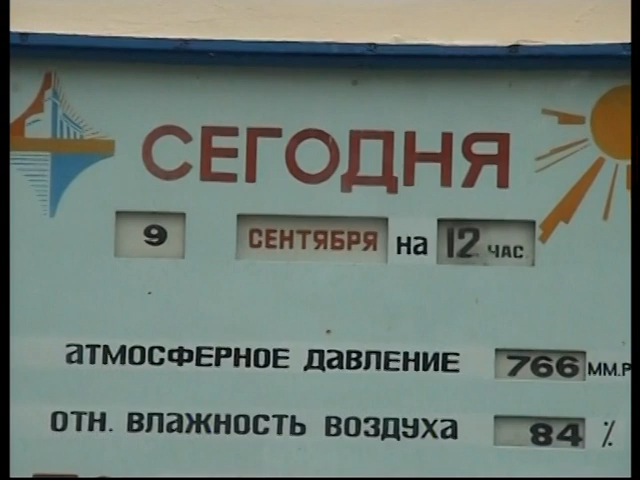 СЕГОДНЯ
9 СЕНТЯБРЯ на 12 ЧАС.
АТМОСФЕРНОЕ ДАВЛЕНИЕ 766 ММ.Р
ОТН. ВЛАЖНОСТЬ ВОЗДУХА 84 %